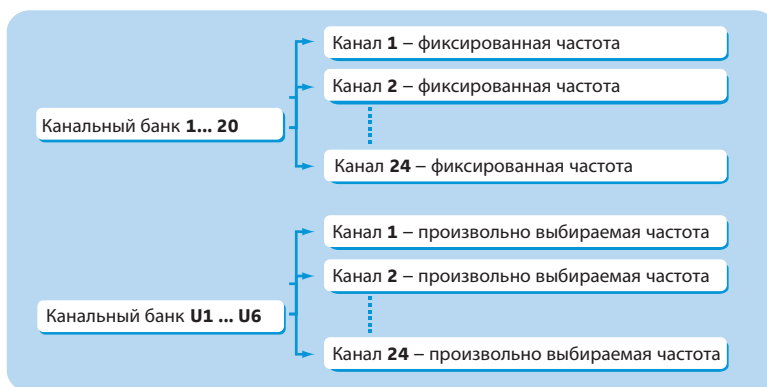 Канал 1 – фиксированная частота
Канал 2 – фиксированная частота
Канальный банк 1... 20
Канал 24 – фиксированная частота
Канал 1 – произвольно выбираемая частота
Канал 2 – произвольно выбираемая частота
Канальный банк U1 ... U6
Канал 24 – произвольно выбираемая частота